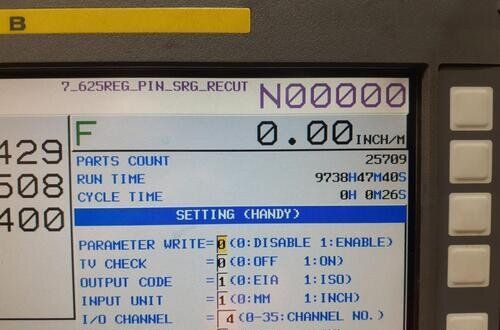 B
7_625REG_PIN_SRG_RECUT N00000
429
508
400
F 0.00 INCH/M
PARTS COUNT 25709
RUN TIME 9738H47M40S
CYCLE TIME 0H 0M26S
SETTING (HANDY)
PARAMETER WRITE=0(0:DISABLE 1:ENABLE)
TV CHECK =0(0:OFF 1:ON)
OUTPUT CODE =1(0:EIA 1:ISO)
INPUT UNIT =1(0:MM 1:INCH)
I/O CHANNEL = 4(0-35:CHANNEL NO.)